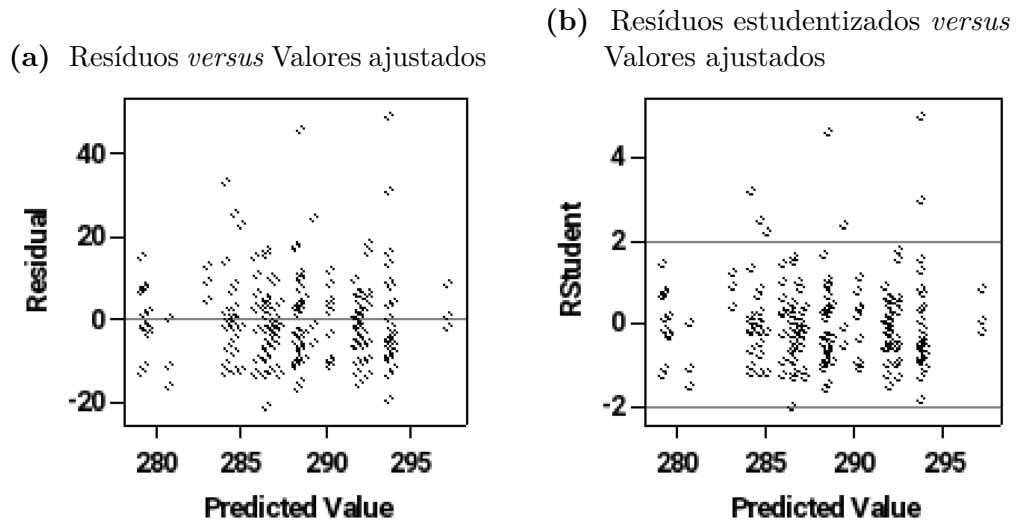 (a) Resíduos versus Valores ajustados
(b) Resíduos estudentizados versus
Valores ajustados
Residual
40
20
0
-20
280 285 290 295
Predicted Value
RStudent
4
2
0
-2
280 285 290 295
Predicted Value